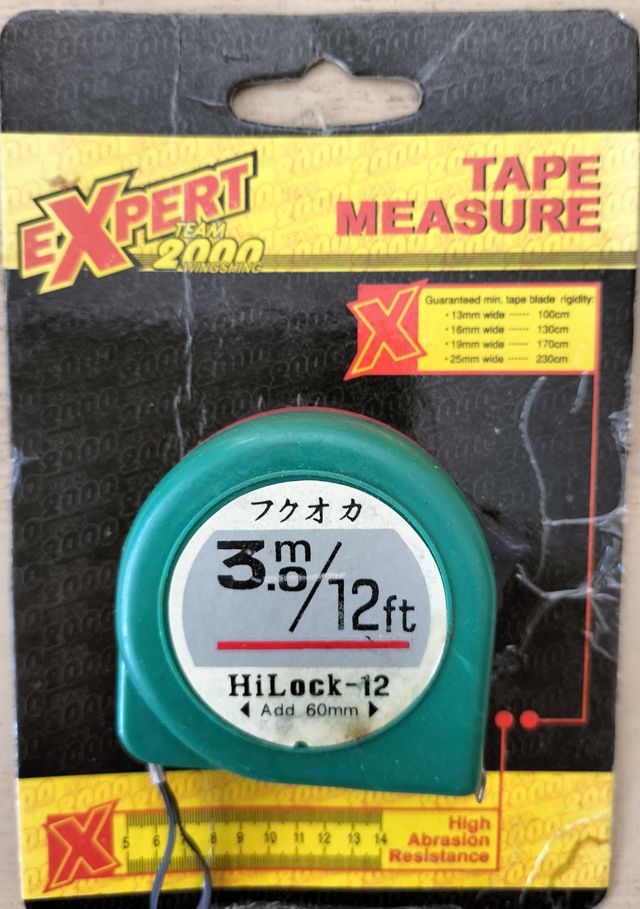 TAPE
MEASURE
EXPERT
TEAM
2000
WINGSHING
X
Guaranteed min. tape blade rigidity:
• 13mm wide ······ 100cm
• 16mm wide ······ 130cm
• 19mm wide ······ 170cm
• 25mm wide ······ 230cm
フクオカ
3.0m/12ft
HiLock-12
◀ Add 60mm ▶
X
5 6 8 9 10 11 12 13 14
High
Abrasion
Resistance